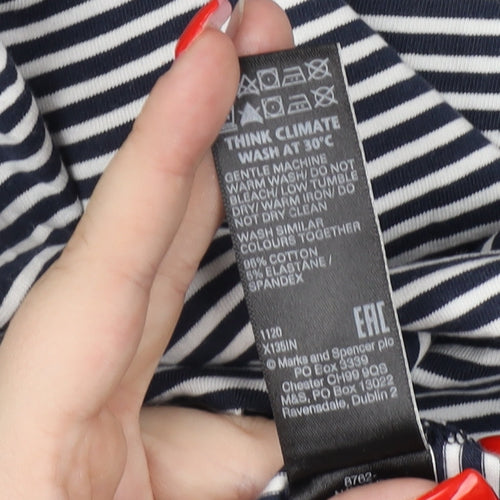 THINK CLIMATE
WASH AT 30°C
GENTLE MACHINE
WARM WASH/ DO NOT
BLEACH/LOW TUMBLE
DRY/ WARM IRON/ DO
NOT DRY CLEAN
WASH SIMILAR
COLOURS TOGETHER
95% COTTON
5% ELASTANE /
SPANDEX
1120
X135IN
EAC
© Marks and Spencer plc
PO Box 3339
Chester CH99 9QS
M&S, PO Box 13022
Ravensdale, Dublin 2